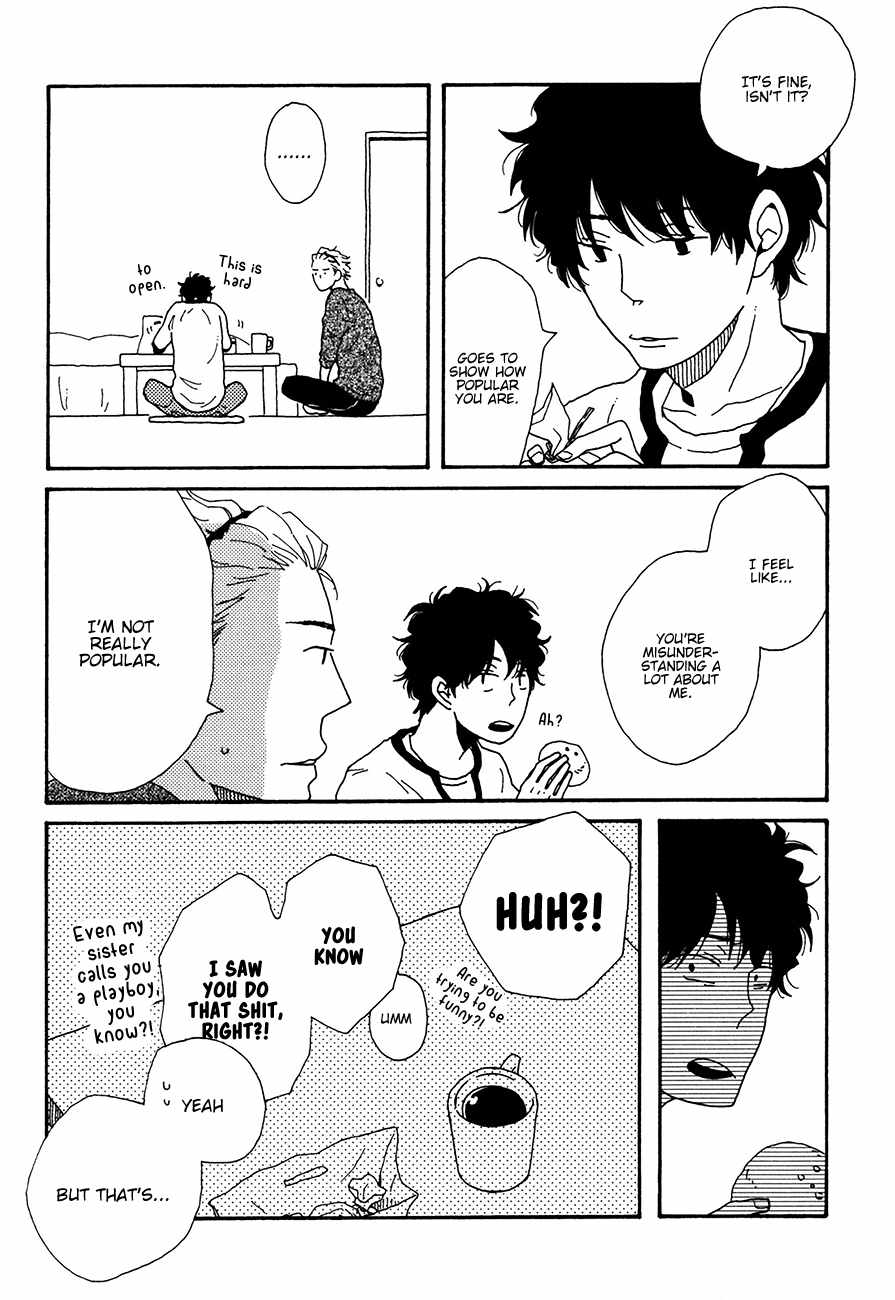 IT'S FINE,
ISN'T IT?
GOES TO
SHOW HOW
POPULAR
YOU ARE.
......
This is
hard
to
open.
I FEEL
LIKE...
YOU'RE
MISUNDER-
STANDING A
LOT ABOUT
ME.
Ah?
I'M NOT
REALLY
POPULAR.
HUH?!
Are you
trying to be
funny?!
YOU
KNOW
UMM
I SAW
YOU DO
THAT SHIT,
RIGHT?!
Even my
sister
calls you
a playboy,
you
know?!
YEAH
BUT THAT'S...